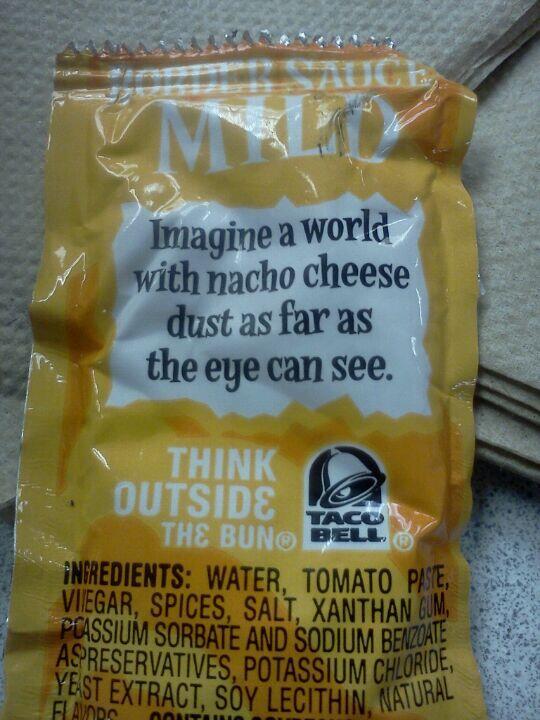 BORDER SAUCE
MILD
Imagine a world
with nacho cheese
dust as far as
the eye can see.
THINK
OUTSIDE
THE BUN®
TACO
BELL ®
INGREDIENTS: WATER, TOMATO PASTE,
VINEGAR, SPICES, SALT, XANTHAN GUM,
POTASSIUM SORBATE AND SODIUM BENZOATE
AS PRESERVATIVES, POTASSIUM CHLORIDE,
YEAST EXTRACT, SOY LECITHIN, NATURAL
FLAVORS. CONTAINS